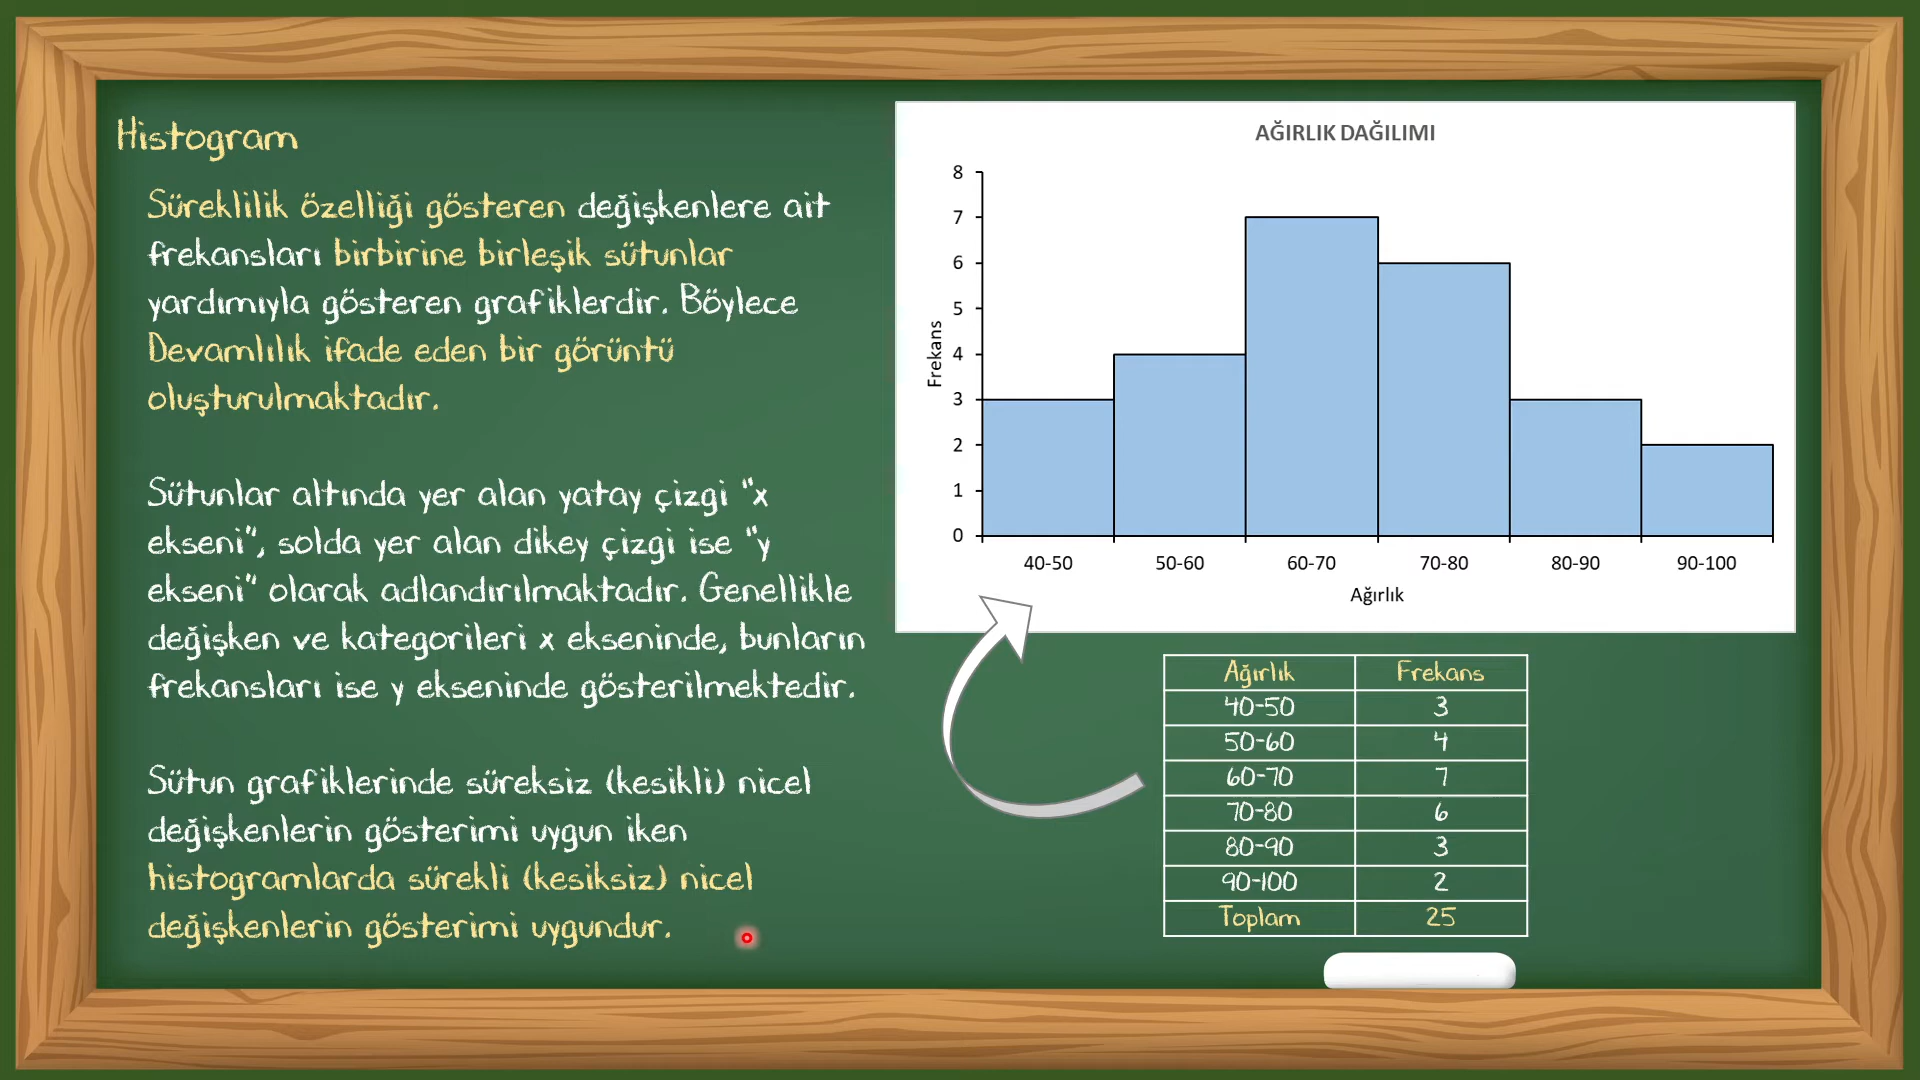 Histogram
Süreklilik özelliği gösteren değişkenlere ait
frekansları birbirine birleşik sütunlar
yardımıyla gösteren grafiklerdir. Böylece
Devamlılık ifade eden bir görüntü
oluşturulmaktadır.
Sütunlar altında yer alan yatay çizgi "x
ekseni", solda yer alan dikey çizgi ise "y
ekseni" olarak adlandırılmaktadır. Genellikle
değişken ve kategorileri x ekseninde, bunların
frekansları ise y ekseninde gösterilmektedir.
Sütun grafiklerinde süreksiz (kesikli) nicel
değişkenlerin gösterimi uygun iken
histogramlarda sürekli (kesiksiz) nicel
değişkenlerin gösterimi uygundur.
AĞIRLIK DAĞILIMI
8
7
6
5
4
3
2
1
0
Frekans
40-50 50-60 60-70 70-80 80-90 90-100
Ağırlık
Ağırlık Frekans
40-50 3
50-60 4
60-70 7
70-80 6
80-90 3
90-100 2
Toplam 25